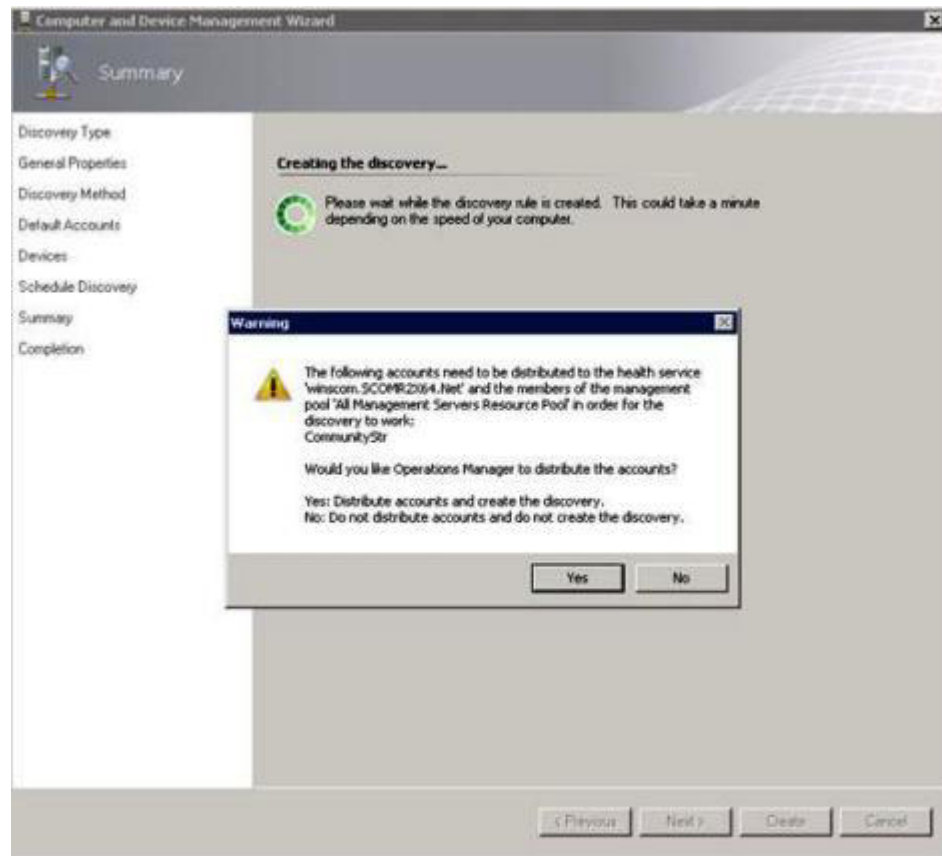 Computer and Device Management Wizard
Summary
Discovery Type
General Properties
Discovery Method
Default Accounts
Devices
Schedule Discovery
Summary
Completion
Creating the discovery...
Please wait while the discovery rule is created. This could take a minute
depending on the speed of your computer.
Warning
The following accounts need to be distributed to the health service
'winscom.SCOMR2X64.Net' and the members of the management
pool 'All Management Servers Resource Pool' in order for the
discovery to work:
CommunityStr
Would you like Operations Manager to distribute the accounts?
Yes: Distribute accounts and create the discovery.
No: Do not distribute accounts and do not create the discovery.
Yes No
< Previous Next > Create Cancel